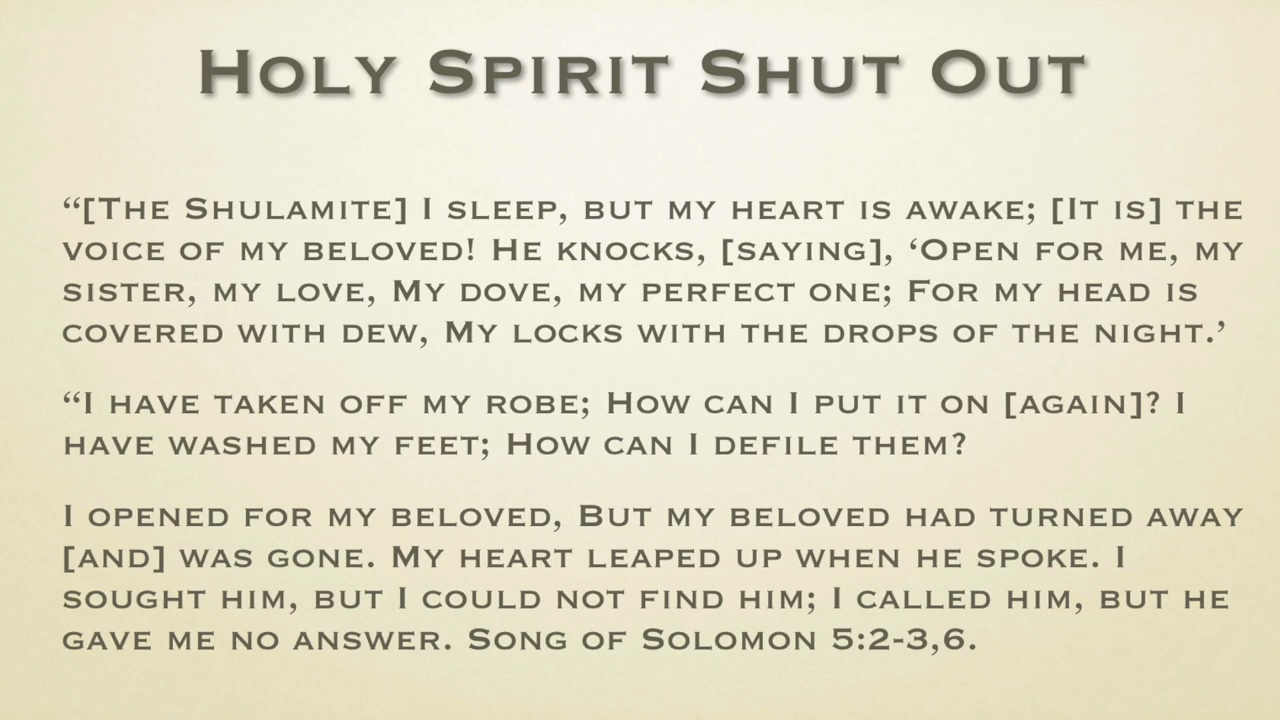 Holy Spirit Shut Out
“[The Shulamite] I sleep, but my heart is awake; [It is] the
voice of my beloved! He knocks, [saying], ‘Open for me, my
sister, my love, My dove, my perfect one; For my head is
covered with dew, My locks with the drops of the night.’
“I have taken off my robe; How can I put it on [again]? I
have washed my feet; How can I defile them?
I opened for my beloved, But my beloved had turned away
[and] was gone. My heart leaped up when he spoke. I
sought him, but I could not find him; I called him, but he
gave me no answer. Song of Solomon 5:2-3,6.